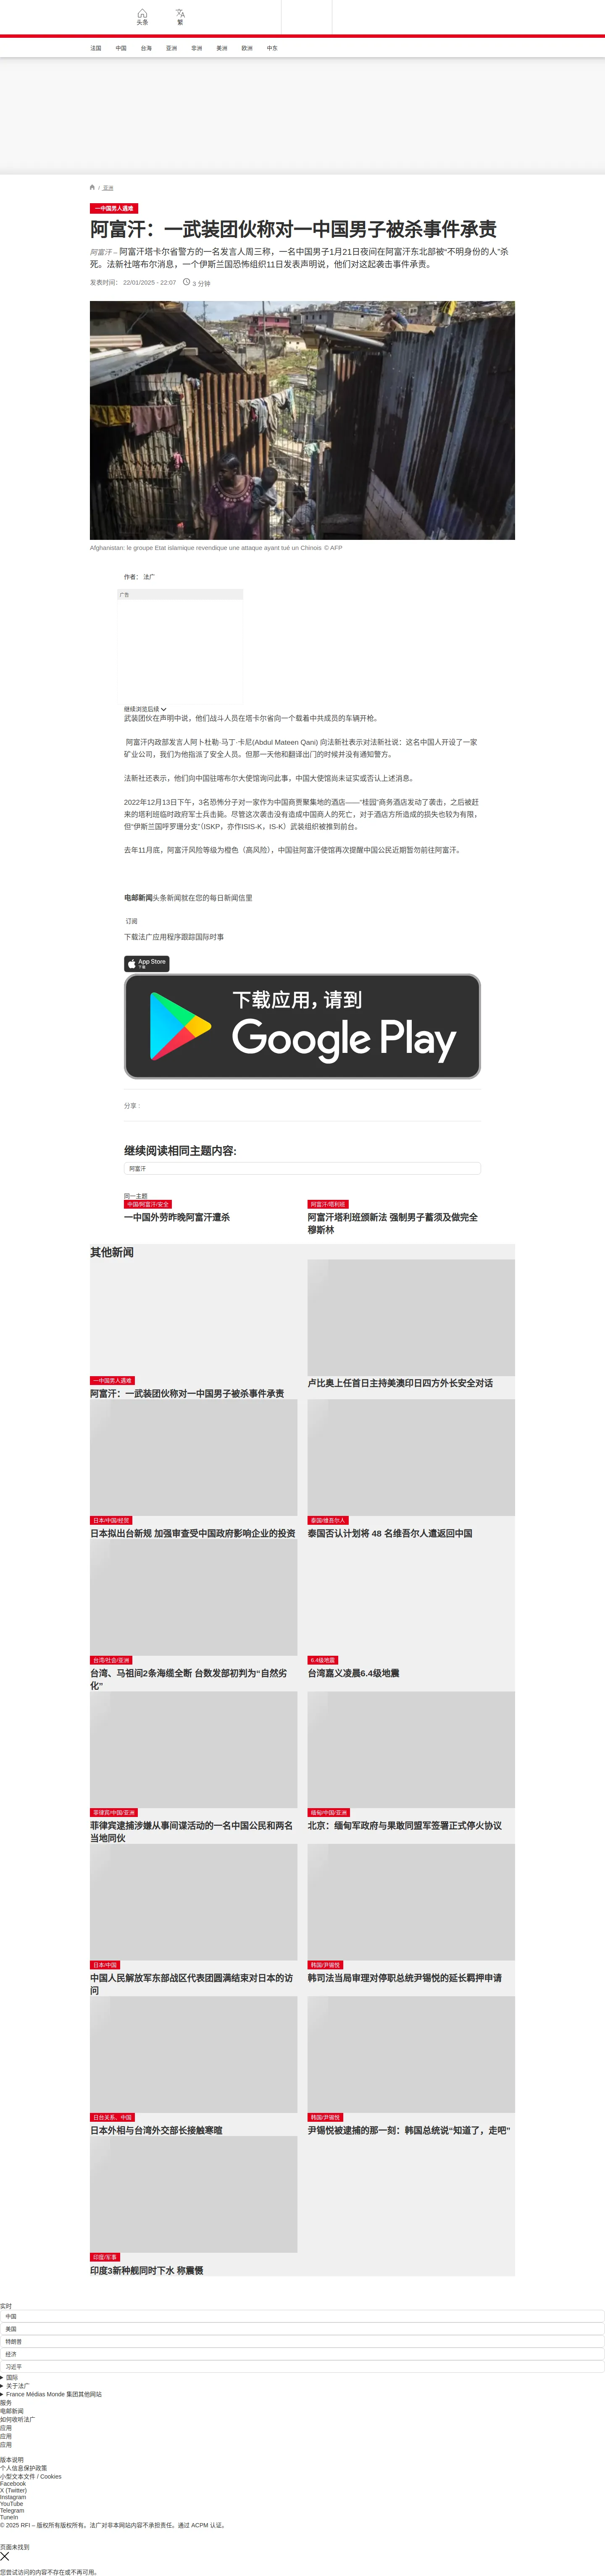 头条
繁
法国
中国
台海
亚洲
非洲
美洲
欧洲
中东
/ 亚洲
一中国男人遇难
阿富汗：一武装团伙称对一中国男子被杀事件承责
阿富汗 – 阿富汗塔卡尔省警方的一名发言人周三称，一名中国男子1月21日夜间在阿富汗东北部被“不明身份的人”杀
死。法新社喀布尔消息，一个伊斯兰国恐怖组织11日发表声明说，他们对这起袭击事件承责。
发表时间： 22/01/2025 - 22:07
3 分钟
Afghanistan: le groupe Etat islamique revendique une attaque ayant tué un Chinois © AFP
作者： 法广
广告
继续浏览后续
武装团伙在声明中说，他们战斗人员在塔卡尔省向一个载着中共成员的车辆开枪。
阿富汗内政部发言人阿卜杜勒·马丁·卡尼(Abdul Mateen Qani) 向法新社表示对法新社说：这名中国人开设了一家
矿业公司，我们为他指派了安全人员。但那一天他和翻译出门的时候并没有通知警方。
法新社还表示，他们向中国驻喀布尔大使馆询问此事，中国大使馆尚未证实或否认上述消息。
2022年12月13日下午，3名恐怖分子对一家作为中国商贾聚集地的酒店——“桂园”商务酒店发动了袭击，之后被赶
来的塔利班临时政府军士兵击毙。尽管这次袭击没有造成中国商人的死亡，对于酒店方所造成的损失也较为有限，
但“伊斯兰国呼罗珊分支”（ISKP，亦作ISIS-K，IS-K）武装组织被推到前台。
去年11月底，阿富汗风险等级为橙色（高风险），中国驻阿富汗使馆再次提醒中国公民近期暂勿前往阿富汗。
电邮新闻头条新闻就在您的每日新闻信里
订阅
下载法广应用程序跟踪国际时事
App Store
下载
下载应用，请到
Google Play
分享 :
继续阅读相同主题内容:
阿富汗
同一主题
中国/阿富汗/安全
一中国外劳昨晚阿富汗遭杀
阿富汗/塔利班
阿富汗塔利班颁新法 强制男子蓄须及做完全
穆斯林
其他新闻
一中国男人遇难
阿富汗：一武装团伙称对一中国男子被杀事件承责
卢比奥上任首日主持美澳印日四方外长安全对话
日本/中国/经贸
日本拟出台新规 加强审查受中国政府影响企业的投资
泰国/维吾尔人
泰国否认计划将 48 名维吾尔人遣返回中国
台湾/社会/亚洲
台湾、马祖间2条海缆全断 台数发部初判为“自然劣
化”
6.4级地震
台湾嘉义凌晨6.4级地震
菲律宾/中国/亚洲
菲律宾逮捕涉嫌从事间谍活动的一名中国公民和两名
当地同伙
缅甸/中国/亚洲
北京：缅甸军政府与果敢同盟军签署正式停火协议
日本/中国
中国人民解放军东部战区代表团圆满结束对日本的访
问
韩国/尹锡悦
韩司法当局审理对停职总统尹锡悦的延长羁押申请
日台关系、中国
日本外相与台湾外交部长接触寒暄
韩国/尹锡悦
尹锡悦被逮捕的那一刻：韩国总统说“知道了，走吧”
印度/军事
印度3新种舰同时下水 称震慑
实时
中国
美国
特朗普
经济
习近平
国际
关于法广
France Médias Monde 集团其他网站
服务
电邮新闻
如何收听法广
应用
应用
应用
版本说明
个人信息保护政策
小型文本文件 / Cookies
Facebook
X (Twitter)
Instagram
YouTube
Telegram
TuneIn
© 2025 RFI – 版权所有版权所有。法广对非本网站内容不承担责任。通过 ACPM 认证。
页面未找到
您尝试访问的内容不存在或不再可用。